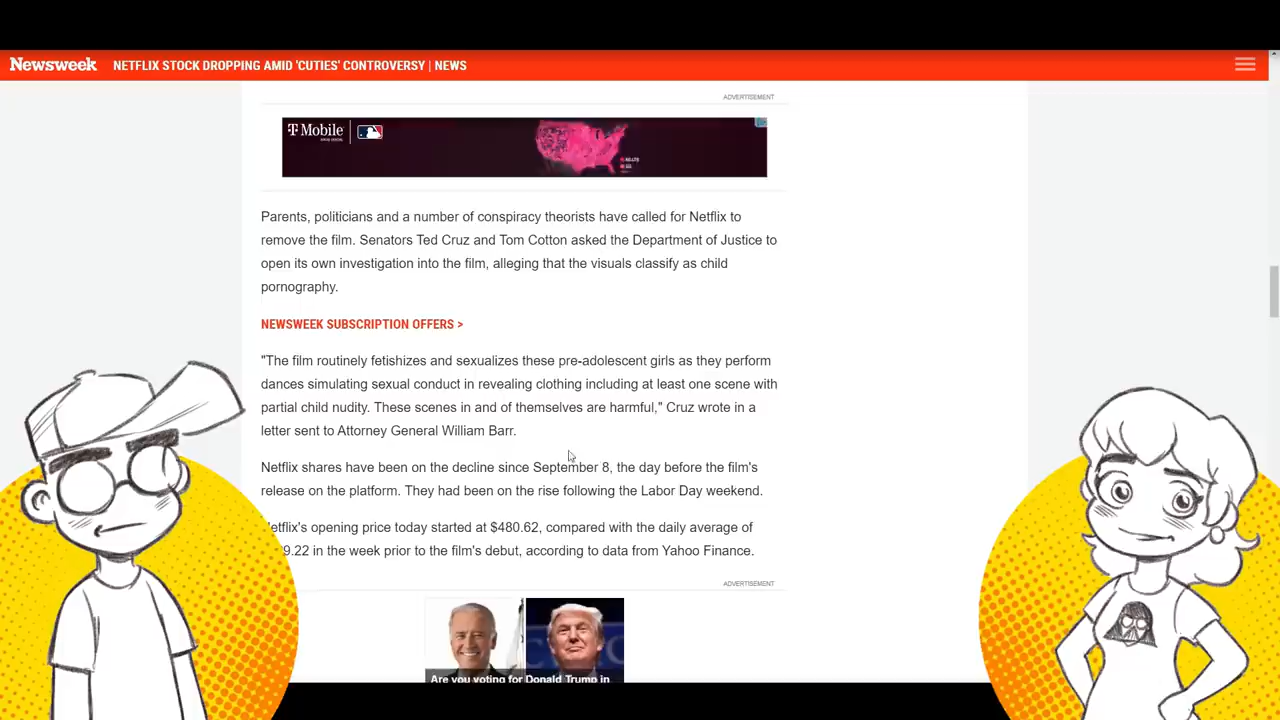 Newsweek NETFLIX STOCK DROPPING AMID 'CUTIES' CONTROVERSY | NEWS
ADVERTISEMENT
T Mobile
Parents, politicians and a number of conspiracy theorists have called for Netflix to
remove the film. Senators Ted Cruz and Tom Cotton asked the Department of Justice to
open its own investigation into the film, alleging that the visuals classify as child
pornography.
NEWSWEEK SUBSCRIPTION OFFERS >
"The film routinely fetishizes and sexualizes these pre-adolescent girls as they perform
dances simulating sexual conduct in revealing clothing including at least one scene with
partial child nudity. These scenes in and of themselves are harmful," Cruz wrote in a
letter sent to Attorney General William Barr.
Netflix shares have been on the decline since September 8, the day before the film's
release on the platform. They had been on the rise following the Labor Day weekend.
etflix's opening price today started at $480.62, compared with the daily average of
9.22 in the week prior to the film's debut, according to data from Yahoo Finance.
ADVERTISEMENT
Are you voting for Donald Trump in